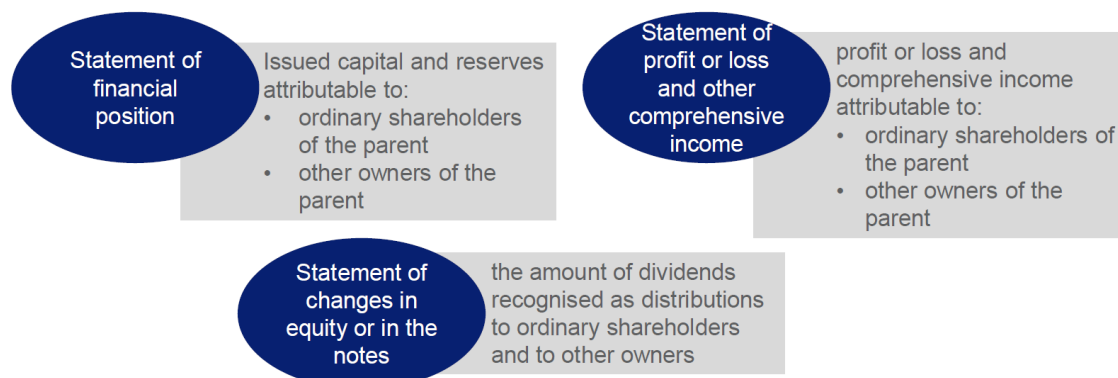 Statement of
financial
position
Issued capital and reserves
attributable to:
• ordinary shareholders
of the parent
• other owners of the
parent
Statement of
profit or loss
and other
comprehensive
income
profit or loss and
comprehensive income
attributable to:
• ordinary shareholders of
the parent
• other owners of the
parent
Statement of
changes in
equity or in the
notes
the amount of dividends
recognised as distributions
to ordinary shareholders
and to other owners